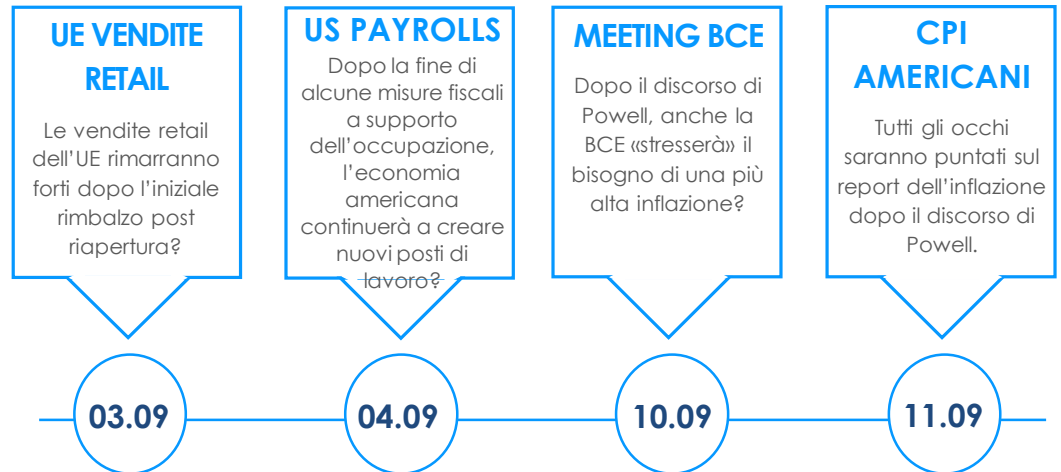 UE VENDITE
RETAIL
Le vendite retail
dell'UE rimarranno
forti dopo l'iniziale
rimbalzo post
riapertura?
US PAYROLLS
Dopo la fine di
alcune misure fiscali
a supporto
dell'occupazione,
l'economia
americana
continuerà a creare
nuovi posti di
lavoro?
MEETING BCE
Dopo il discorso di
Powell, anche la
BCE «stresserà» il
bisogno di una più
alta inflazione?
CPI
AMERICANI
Tutti gli occhi
saranno puntati sul
report dell'inflazione
dopo il discorso di
Powell.
03.09
04.09
10.09
11.09